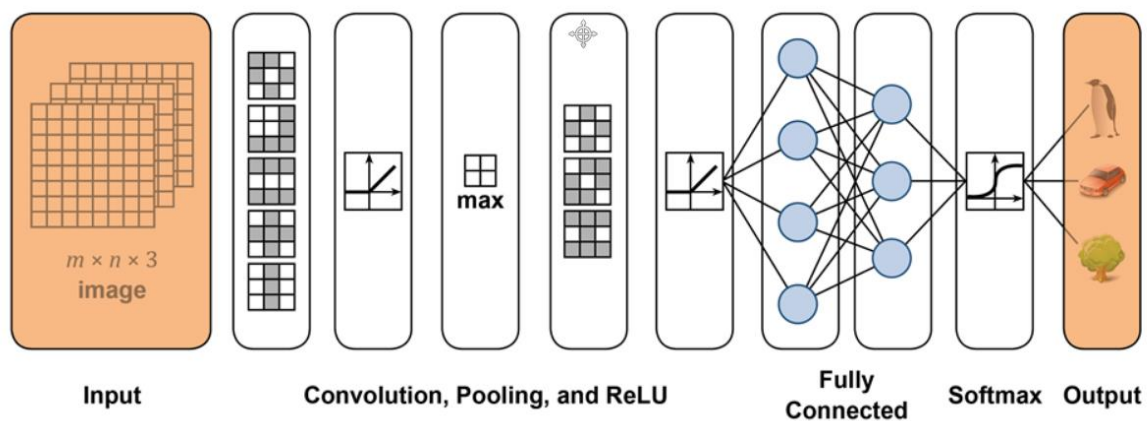 m × n × 3
image
max
Input
Convolution, Pooling, and ReLU
Fully
Connected
Softmax
Output